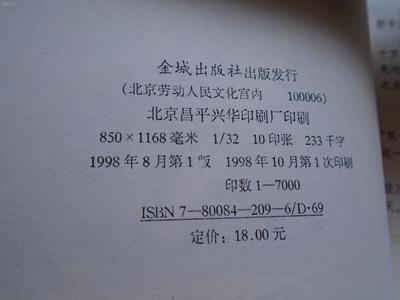 金城出版社出版发行
(北京劳动人民文化宫内 100006)
北京昌平兴华印刷厂印刷
850×1168毫米 1/32 10印张 233千字
1998年8月第1版 1998年10月第1次印刷
印数1—7000
ISBN 7—80084—209—6/D·69
定价：18.00元